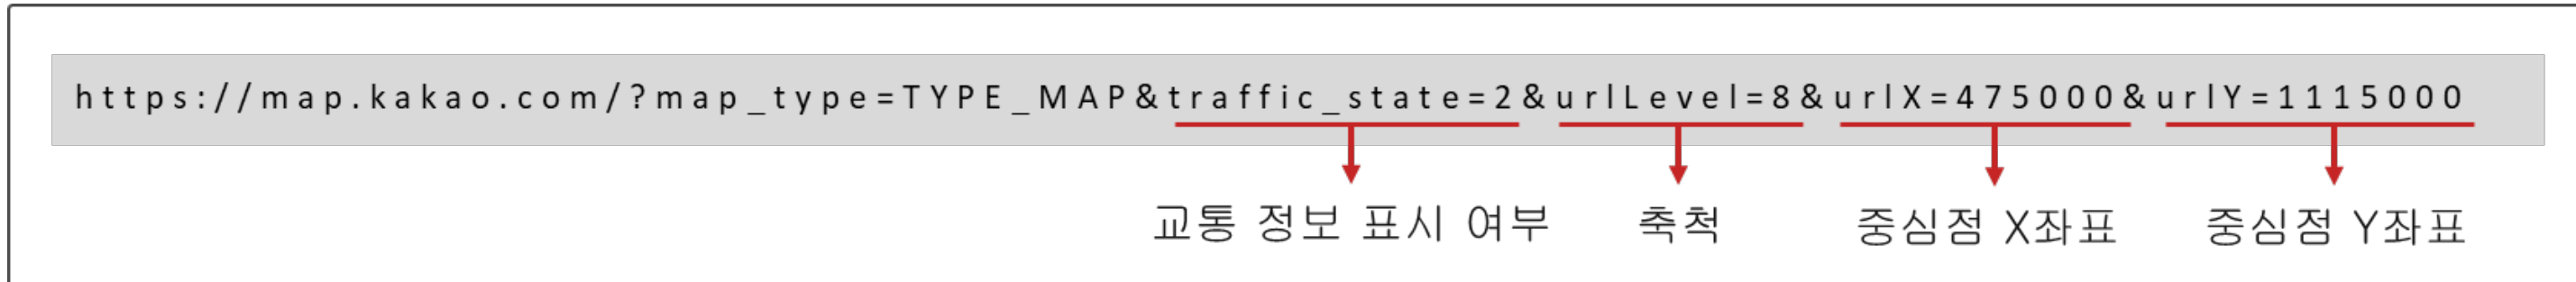 https://map.kakao.com/?map_type=TYPE_MAP&traffic_state=2&urlLevel=8&urlX=475000&urlY=1115000
교통 정보 표시 여부 축척 중심점 X좌표 중심점 Y좌표